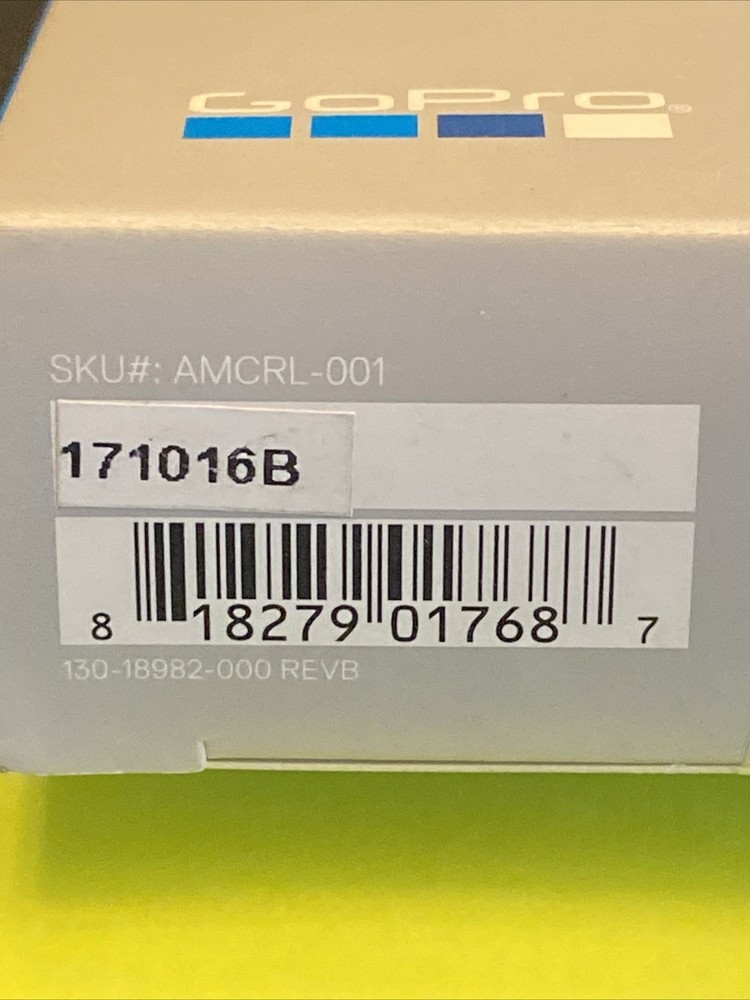 GoPro®
SKU#: AMCRL-001
171016B
8 18279 01768 7
130-18982-000 REVB